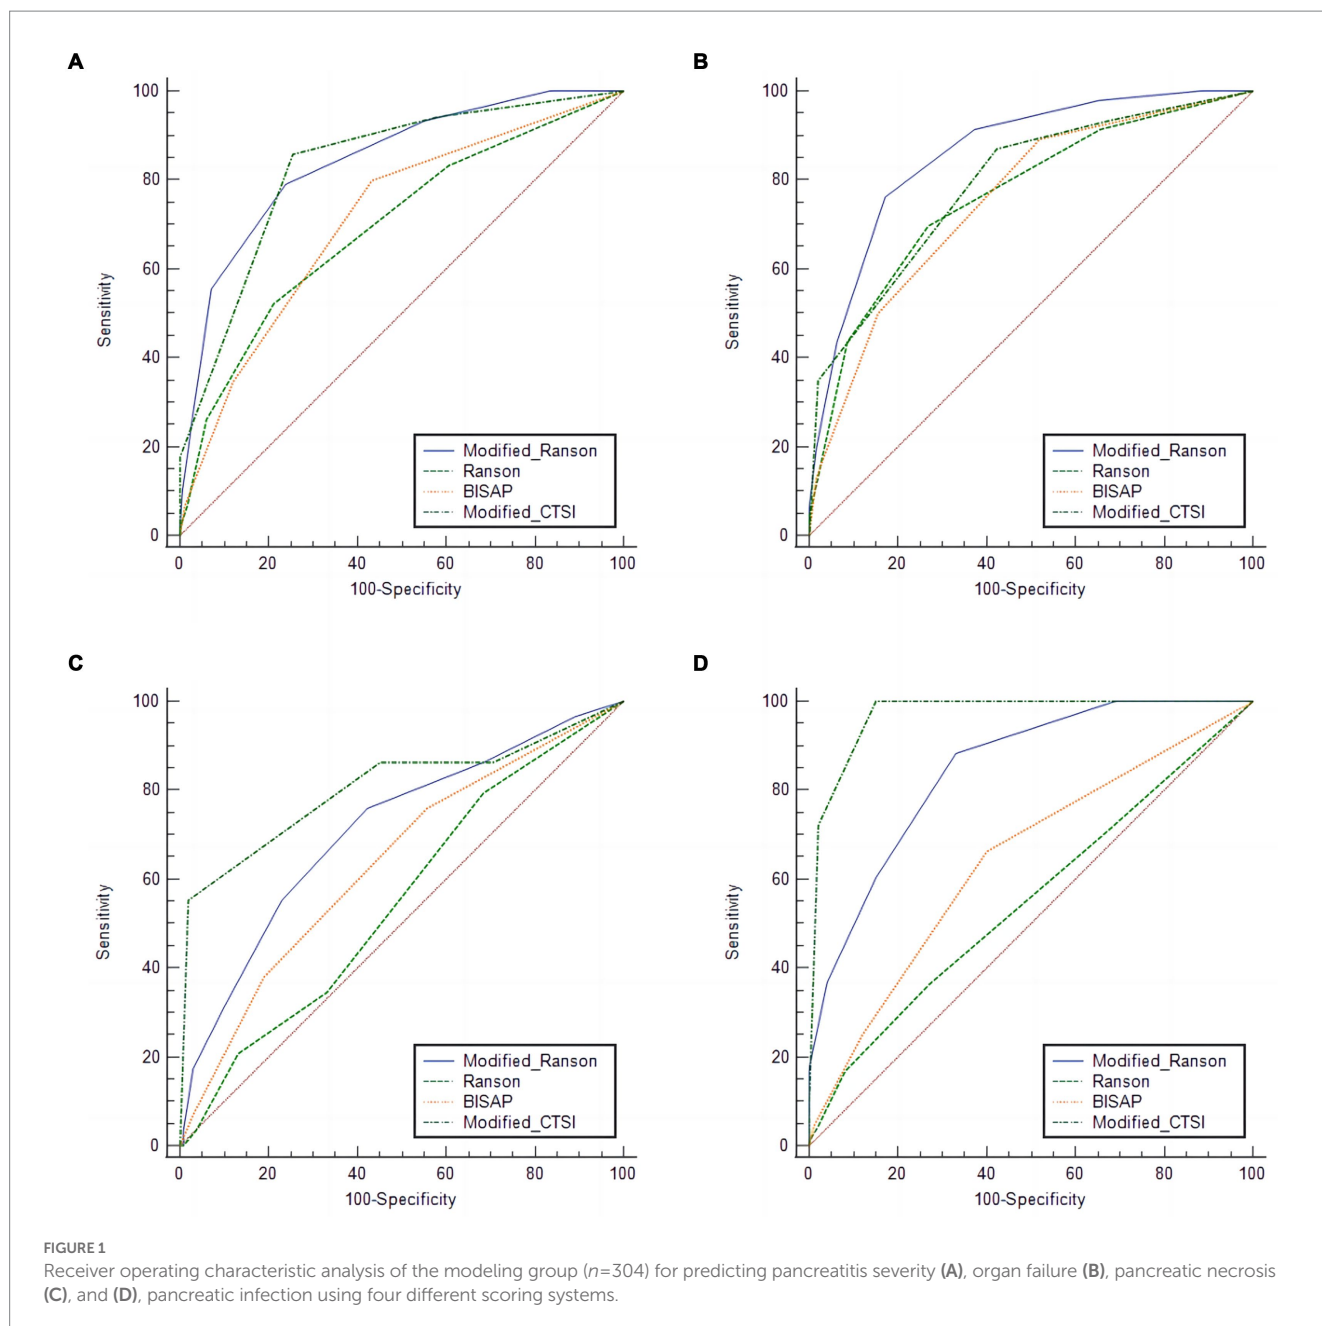 A
100
80
60
40
20
0
Sensitivity
0 20 40 60 80 100
100-Specificity
Modified_Ranson
Ranson
BISAP
Modified_CTSI
B
100
80
60
40
20
0
Sensitivity
0 20 40 60 80 100
100-Specificity
Modified_Ranson
Ranson
BISAP
Modified_CTSI
C
100
80
60
40
20
0
Sensitivity
0 20 40 60 80 100
100-Specificity
Modified_Ranson
Ranson
BISAP
Modified_CTSI
D
100
80
60
40
20
0
Sensitivity
0 20 40 60 80 100
100-Specificity
Modified_Ranson
Ranson
BISAP
Modified_CTSI
FIGURE 1
Receiver operating characteristic analysis of the modeling group (n=304) for predicting pancreatitis severity (A), organ failure (B), pancreatic necrosis
(C), and (D), pancreatic infection using four different scoring systems.